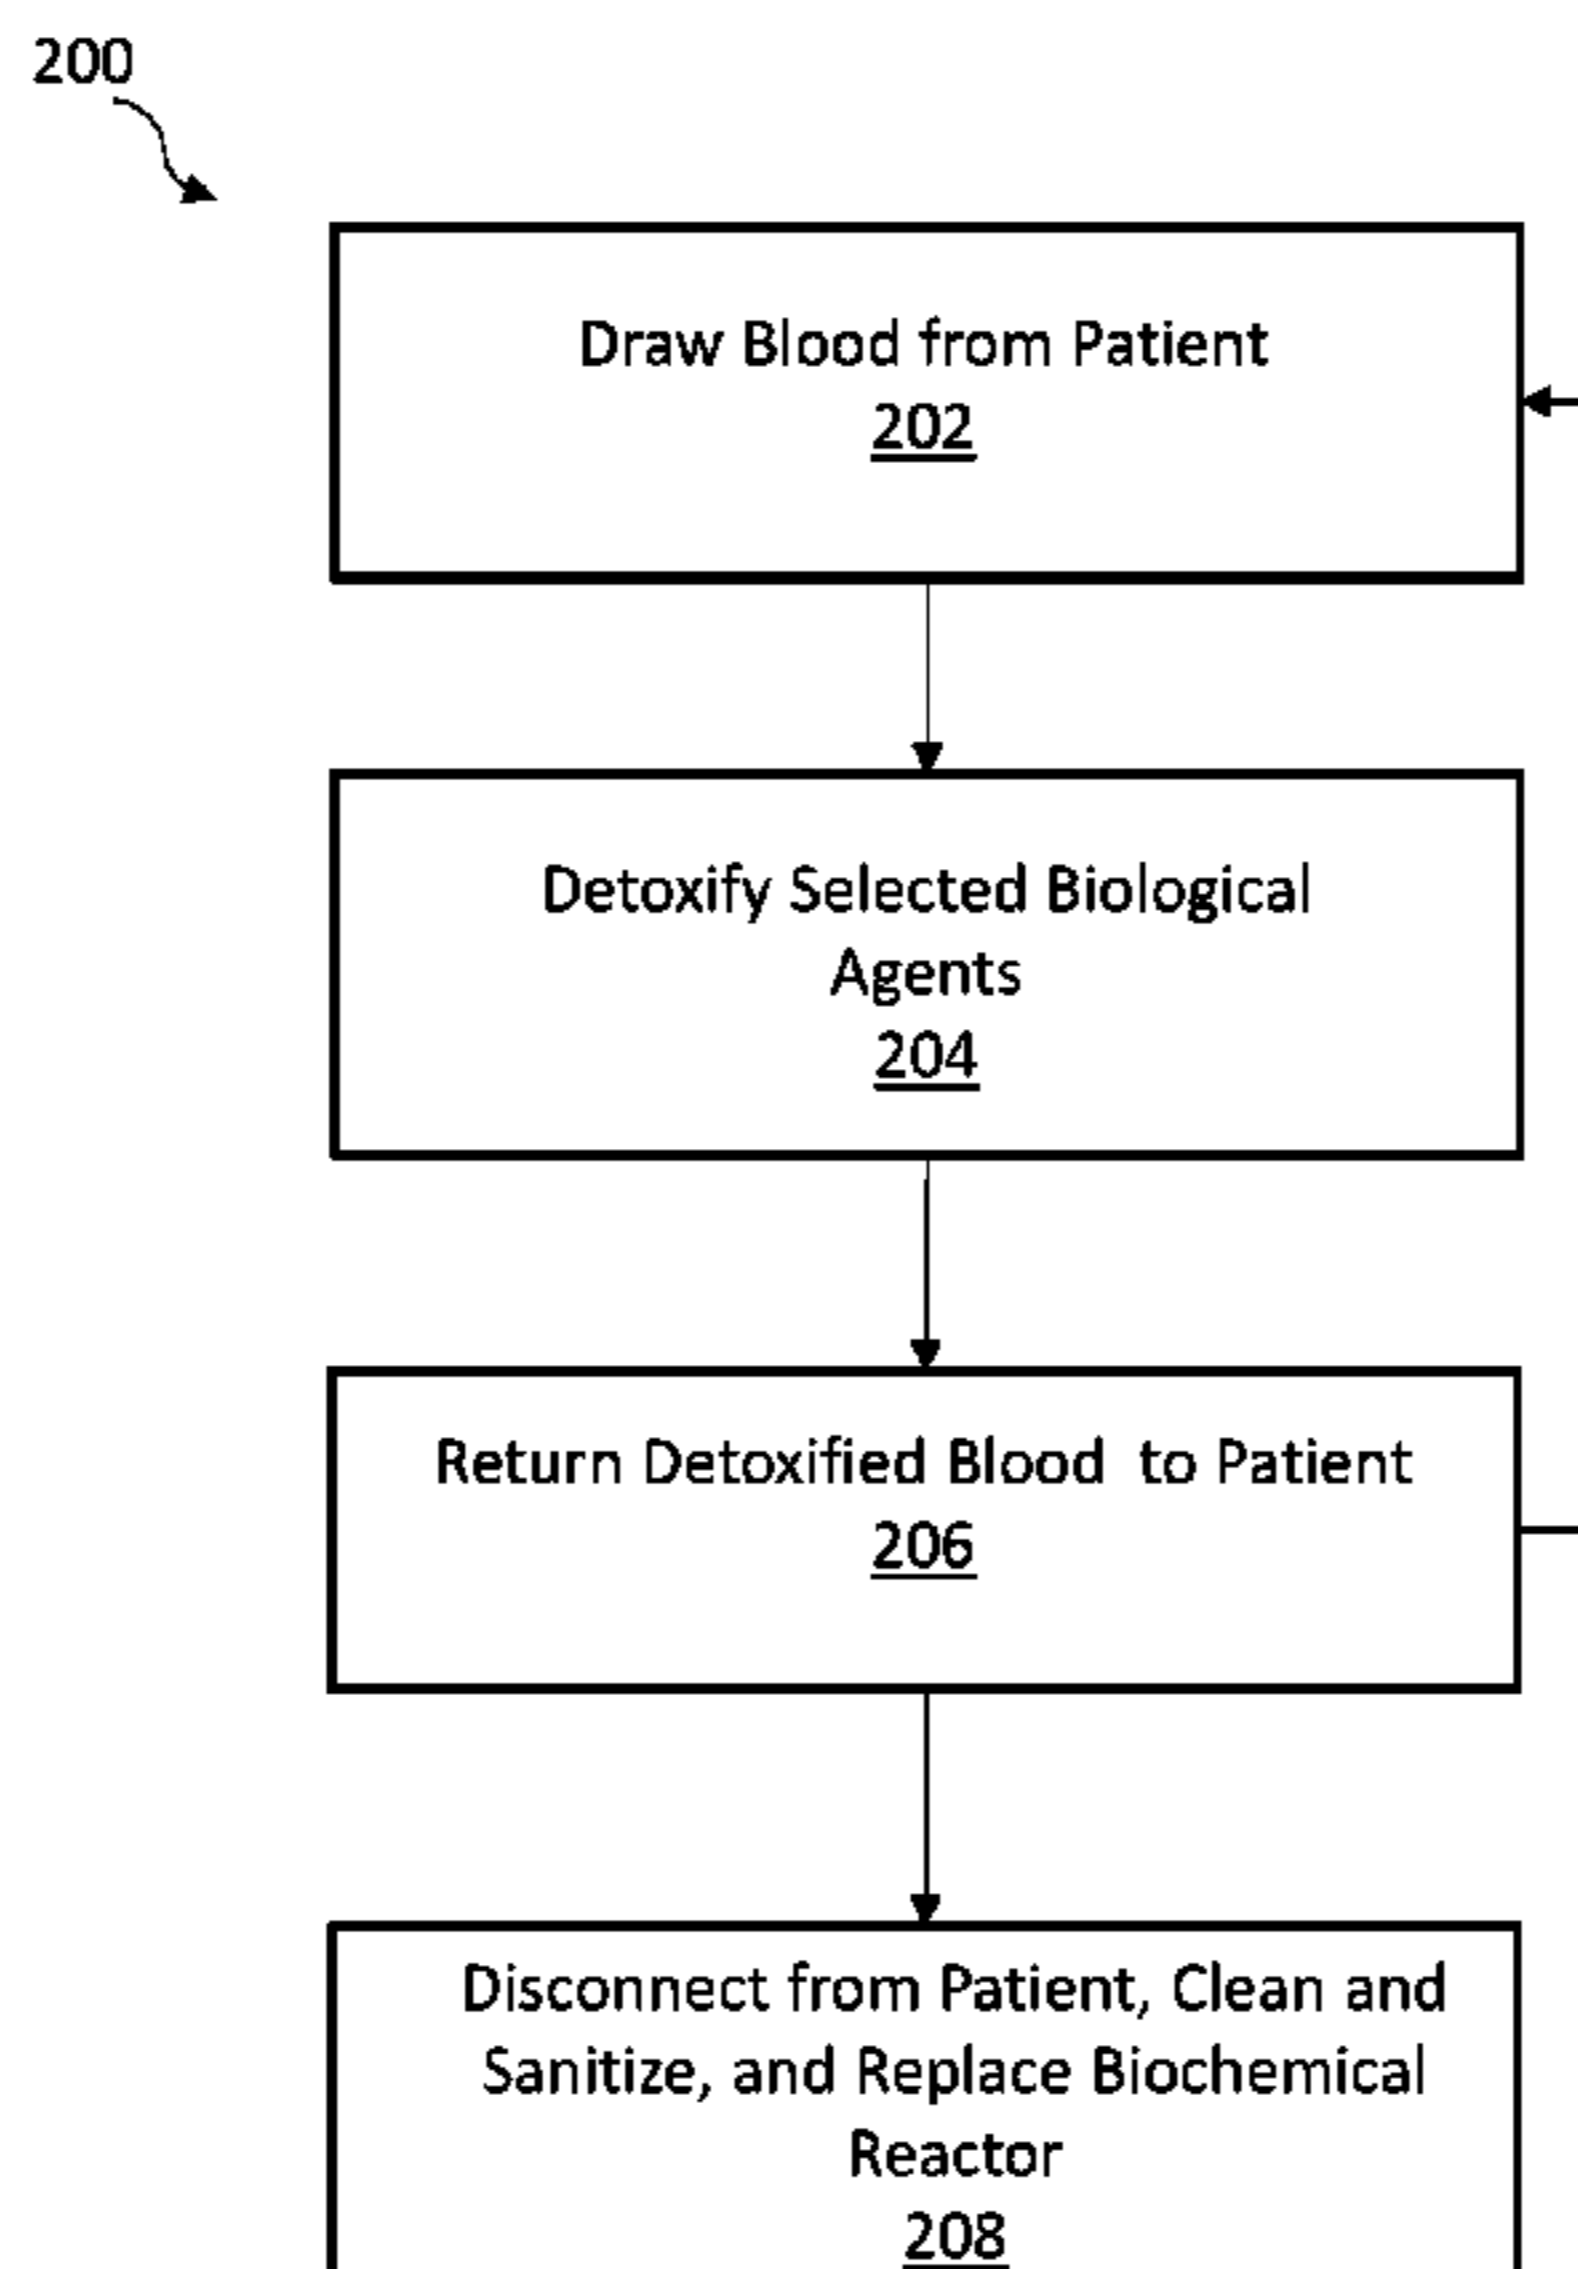 200
Draw Blood from Patient
202
Detoxify Selected Biological
Agents
204
Return Detoxified Blood  to Patient
206
Disconnect from Patient, Clean and
Sanitize, and Replace Biochemical
Reactor
208